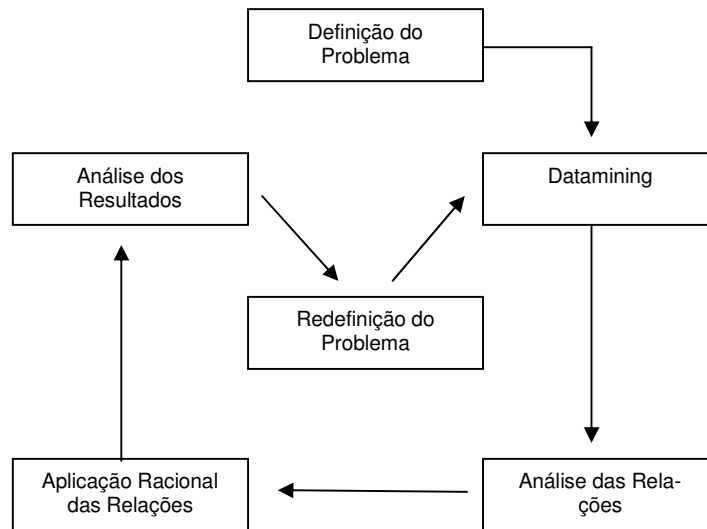 Definição do
Problema
Análise dos
Resultados
Datamining
Redefinição do
Problema
Aplicação Racional
das Relações
Análise das Rela-
ções